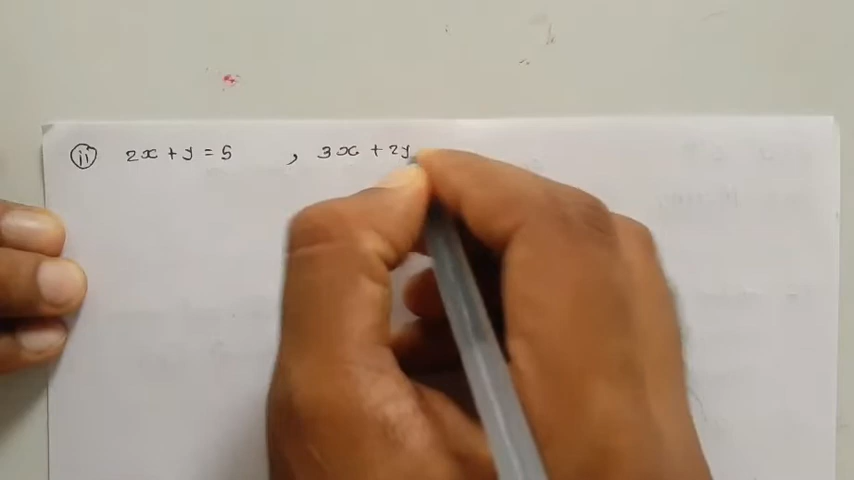 (ii) 2x + y = 5 , 3x + 2y